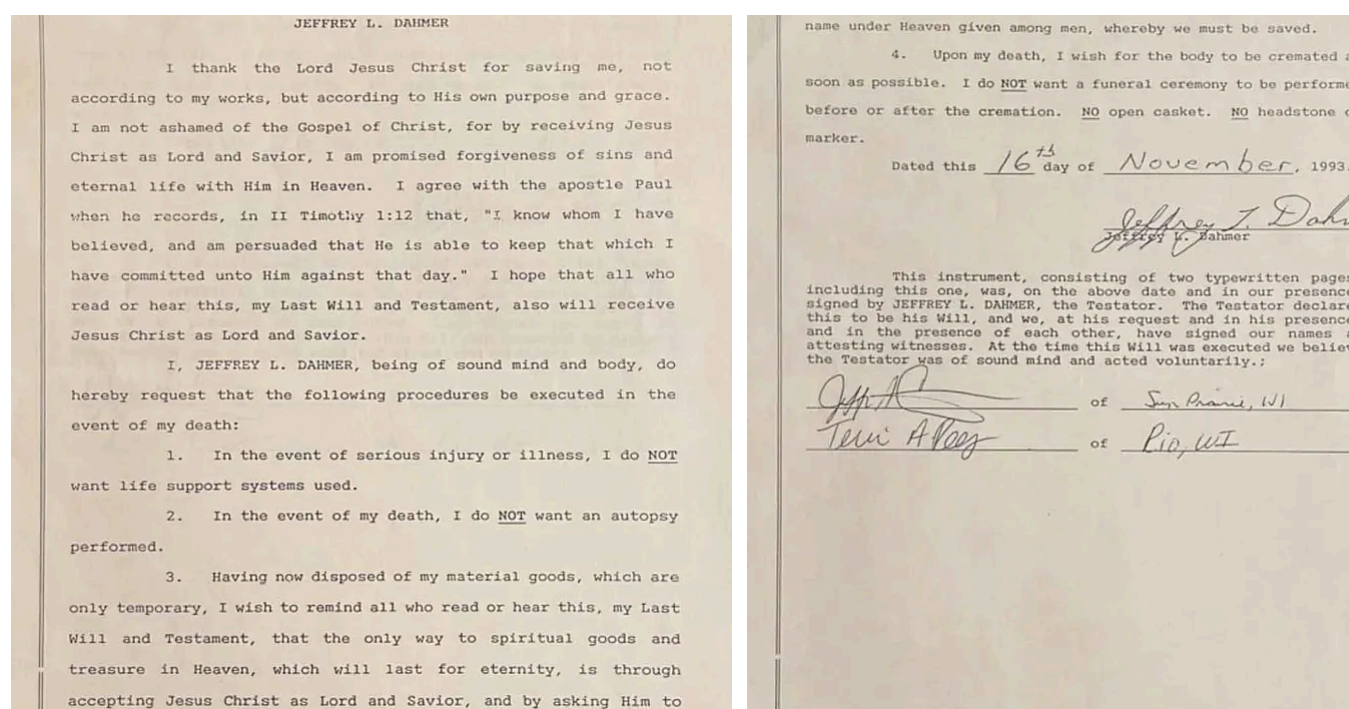 JEFFREY L. DAHMER
I thank the Lord Jesus Christ for saving me, not
according to my works, but according to His own purpose and grace.
I am not ashamed of the Gospel of Christ, for by receiving Jesus
Christ as Lord and Savior, I am promised forgiveness of sins and
eternal life with Him in Heaven. I agree with the apostle Paul
when he records, in II Timothy 1:12 that, "I know whom I have
believed, and am persuaded that He is able to keep that which I
have committed unto Him against that day." I hope that all who
read or hear this, my Last Will and Testament, also will receive
Jesus Christ as Lord and Savior.
I, JEFFREY L. DAHMER, being of sound mind and body, do
hereby request that the following procedures be executed in the
event of my death:
1. In the event of serious injury or illness, I do NOT
want life support systems used.
2. In the event of my death, I do NOT want an autopsy
performed.
3. Having now disposed of my material goods, which are
only temporary, I wish to remind all who read or hear this, my Last
Will and Testament, that the only way to spiritual goods and
treasure in Heaven, which will last for eternity, is through
accepting Jesus Christ as Lord and Savior, and by asking Him to
name under Heaven given among men, whereby we must be saved.
4. Upon my death, I wish for the body to be cremated
soon as possible. I do NOT want a funeral ceremony to be performe
before or after the cremation. NO open casket. NO headstone
marker.
Dated this 16th day of November, 1993.
Jeffrey L. Dahm
Jeffrey L. Dahmer
This instrument, consisting of two typewritten pages
including this one, was, on the above date and in our presence
signed by JEFFREY L. DAHMER, the Testator. The Testator declare
this to be his Will, and we, at his request and in his presence
and in the presence of each other, have signed our names
attesting witnesses. At the time this Will was executed we believ
the Testator was of sound mind and acted voluntarily.;
of Sun Prairie, WI
Terri A of Rio, WI